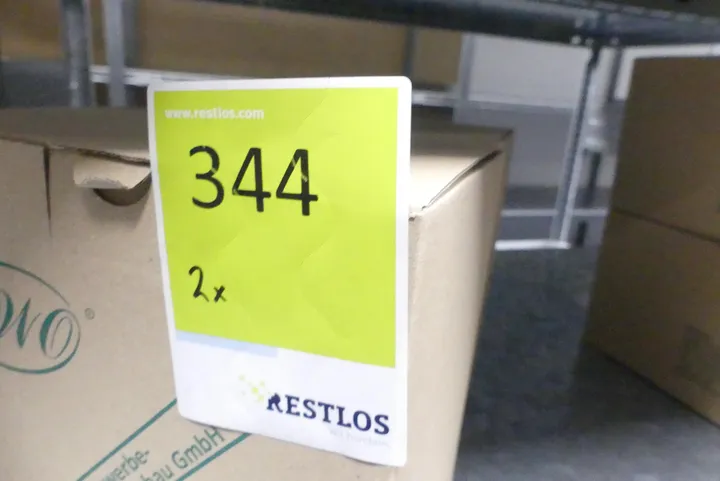 www.restlos.com
344
2x
RESTLOS
WO
®
werbe-
bau GmbH